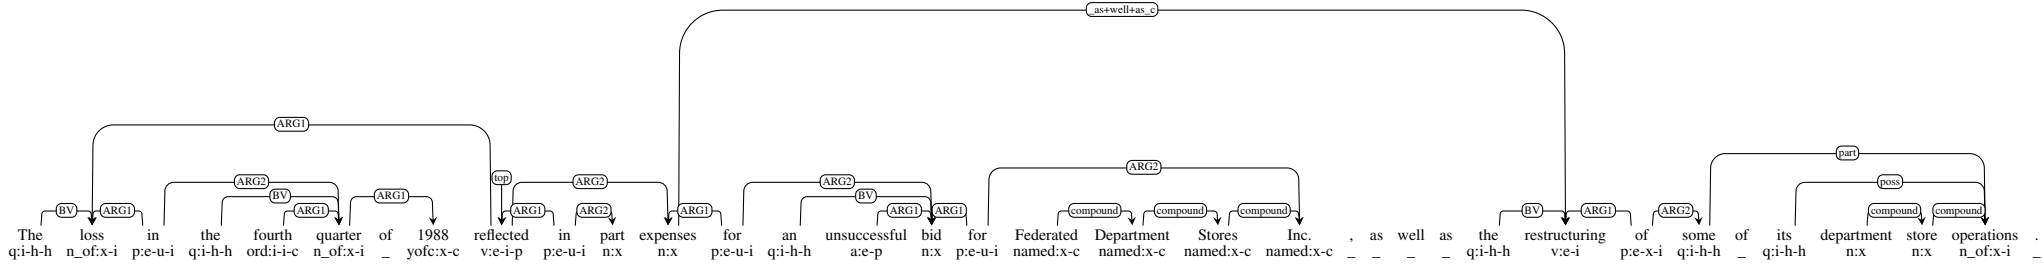 _as+well+as_c
ARG1
ARG2 part
top ARG2 ARG2 ARG2 poss
BV BV
ARG1
BV ARG1 ARG1 ARG1 ARG2 ARG1 ARG1 ARG1 compound compound compound BV ARG1 ARG2 compound compound
The loss in the fourth quarter of 1988 reflected in part expenses for an unsuccessful bid for Federated Department Stores Inc. , as well as the restructuring of some of its department store operations .
q:i-h-h n_of:x-i p:e-u-i q:i-h-h ord:i-i-c n_of:x-i _ yofc:x-c v:e-i-p p:e-u-i n:x n:x p:e-u-i q:i-h-h a:e-p n:x p:e-u-i named:x-c named:x-c named:x-c named:x-c _ _ _ _ q:i-h-h v:e-i p:e-x-i q:i-h-h _ q:i-h-h n:x n:x n_of:x-i _